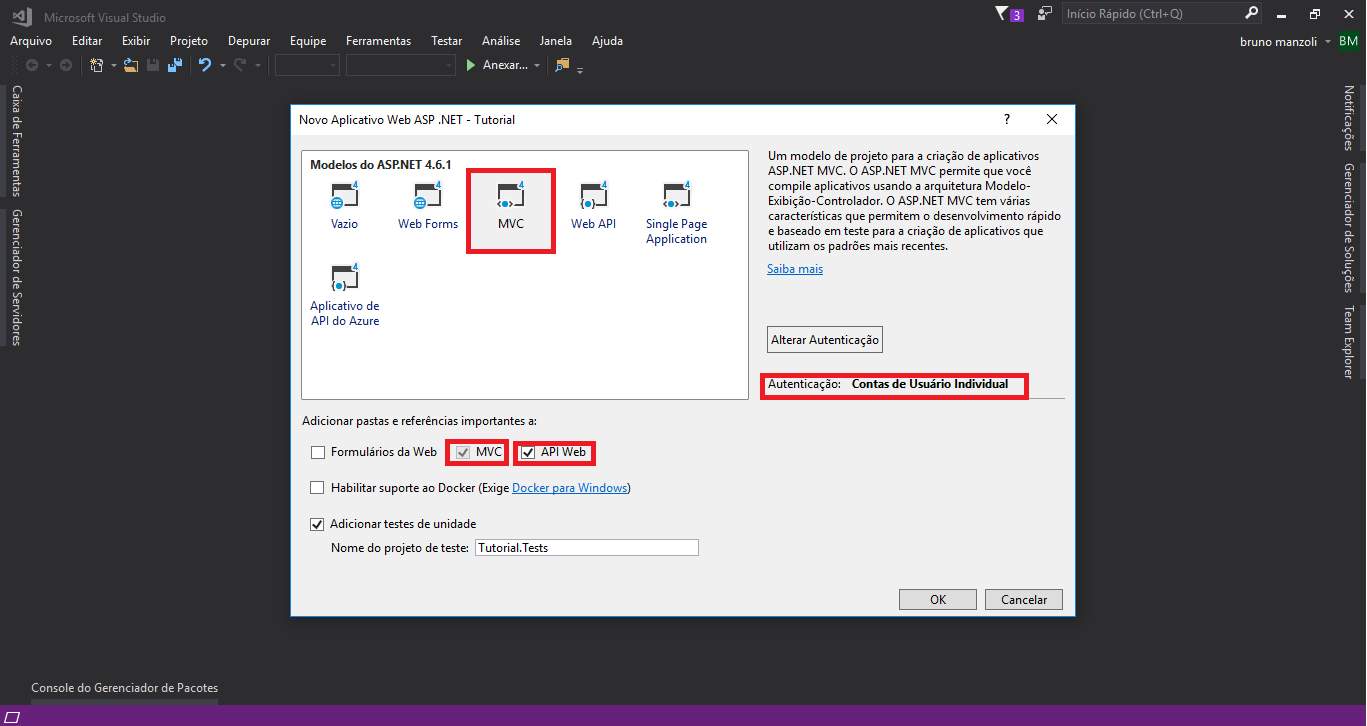 Microsoft Visual Studio
3
Início Rápido (Ctrl+Q)
Arquivo Editar Exibir Projeto Depurar Equipe Ferramentas Testar Análise Janela Ajuda
bruno manzoli BM
Anexar...
Caixa de Ferramentas
Gerenciador de Servidores
Notificações
Gerenciador de Soluções
Team Explorer
Novo Aplicativo Web ASP .NET - Tutorial
?
Modelos do ASP.NET 4.6.1
4 4 4 4 4
Vazio Web Forms MVC Web API Single Page
Application
4
Aplicativo de
API do Azure
Um modelo de projeto para a criação de aplicativos
ASP.NET MVC. O ASP.NET MVC permite que você
compile aplicativos usando a arquitetura Modelo-
Exibição-Controlador. O ASP.NET MVC tem várias
características que permitem o desenvolvimento rápido
e baseado em teste para a criação de aplicativos que
utilizam os padrões mais recentes.
Saiba mais
Alterar Autenticação
Autenticação: Contas de Usuário Individual
Adicionar pastas e referências importantes a:
Formulários da Web MVC API Web
Habilitar suporte ao Docker (Exige Docker para Windows)
Adicionar testes de unidade
Nome do projeto de teste: Tutorial.Tests
OK Cancelar
Console do Gerenciador de Pacotes